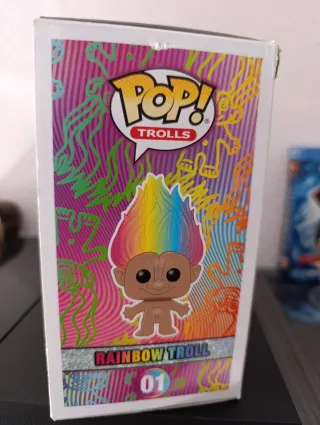 POP!
TROLLS
RAINBOW TROLL
01